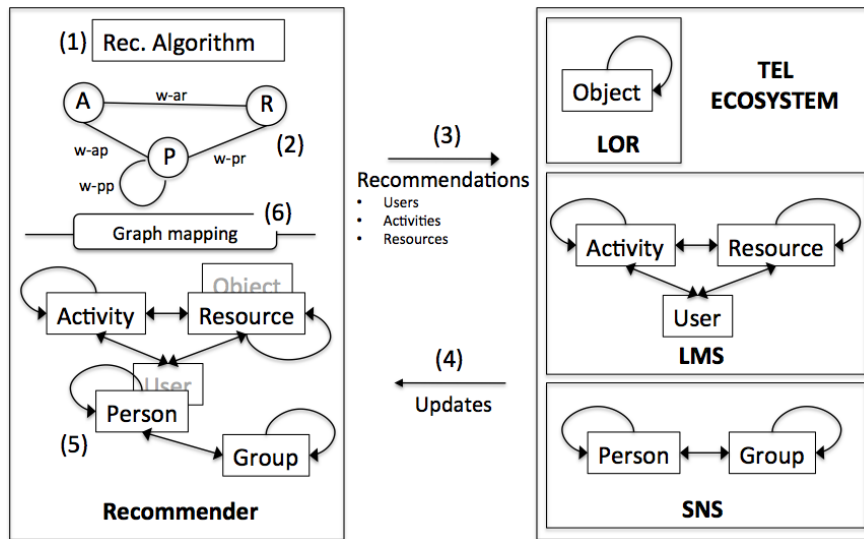 (1)
Rec. Algorithm
A
w-ar
R
(2)
w-ap
P
w-pr
w-pp
(6)
Graph mapping
Object
Activity
Resource
User
Person
(5)
Group
Recommender
(3)
Recommendations
• Users
• Activities
• Resources
(4)
Updates
Object
LOR
TEL
ECOSYSTEM
Activity
Resource
User
LMS
Person
Group
SNS